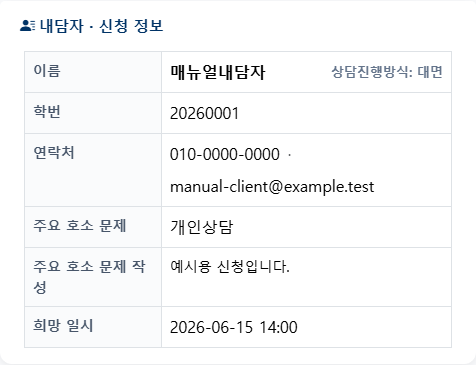 내담자 · 신청 정보
이름 매뉴얼내담자 상담진행방식: 대면
학번 20260001
연락처 010-0000-0000 ·
manual-client@example.test
주요 호소 문제 개인상담
주요 호소 문제 작 예시용 신청입니다.
성
희망 일시 2026-06-15 14:00